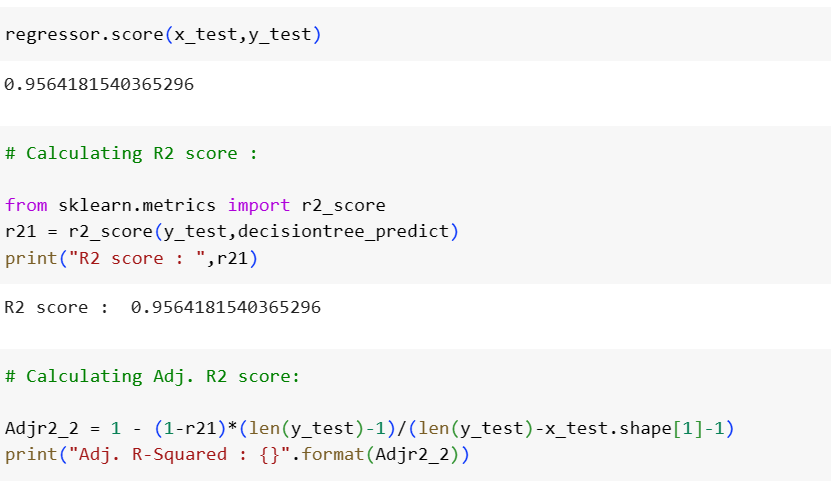 regressor.score(x_test,y_test)
0.9564181540365296
# Calculating R2 score :
from sklearn.metrics import r2_score
r21 = r2_score(y_test,decisiontree_predict)
print("R2 score : ",r21)
R2 score :  0.9564181540365296
# Calculating Adj. R2 score:
Adjr2_2 = 1 - (1-r21)*(len(y_test)-1)/(len(y_test)-x_test.shape[1]-1)
print("Adj. R-Squared : {}".format(Adjr2_2))